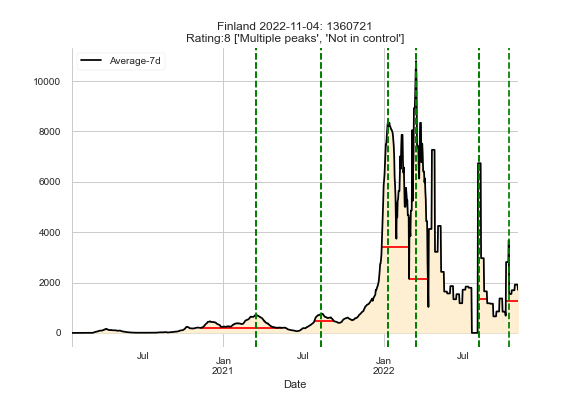 Finland 2022-11-04: 1360721
Rating:8 ['Multiple peaks', 'Not in control']
Average-7d
10000
8000
6000
4000
2000
0
Jul
Jan
2021
Jul
Jan
2022
Jul
Date